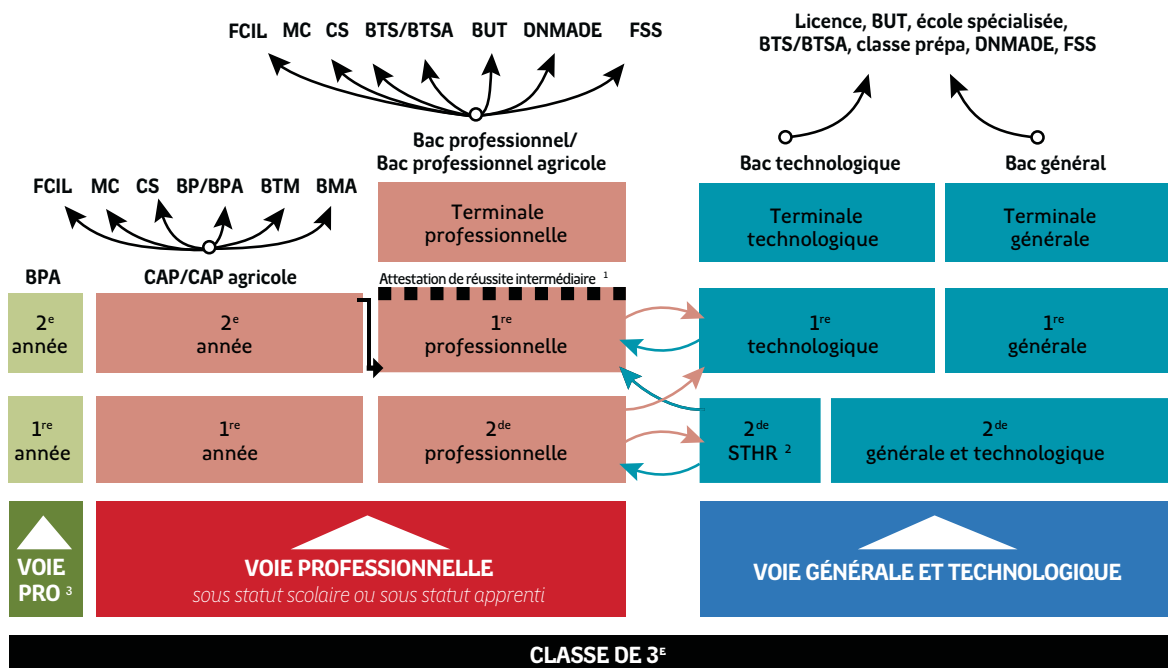 FCIL MC CS BTS/BTSA BUT DNMADE FSS
Licence, BUT, école spécialisée,
BTS/BTSA, classe prépa, DNMADE, FSS
Bac professionnel/
Bac professionnel agricole
Bac technologique
Bac général
FCIL MC CS BP/BPA BTM BMA
Terminale
professionnelle
Terminale
technologique
Terminale
générale
BPA
CAP/CAP agricole
Attestation de réussite intermédiaire 1
2e
année
2e
année
1re
professionnelle
1re
technologique
1re
générale
1re
année
1re
année
2de
professionnelle
2de
STHR 2
2de
générale et technologique
VOIE
PRO 3
VOIE PROFESSIONNELLE
sous statut scolaire ou sous statut apprenti
VOIE GÉNÉRALE ET TECHNOLOGIQUE
CLASSE DE 3E